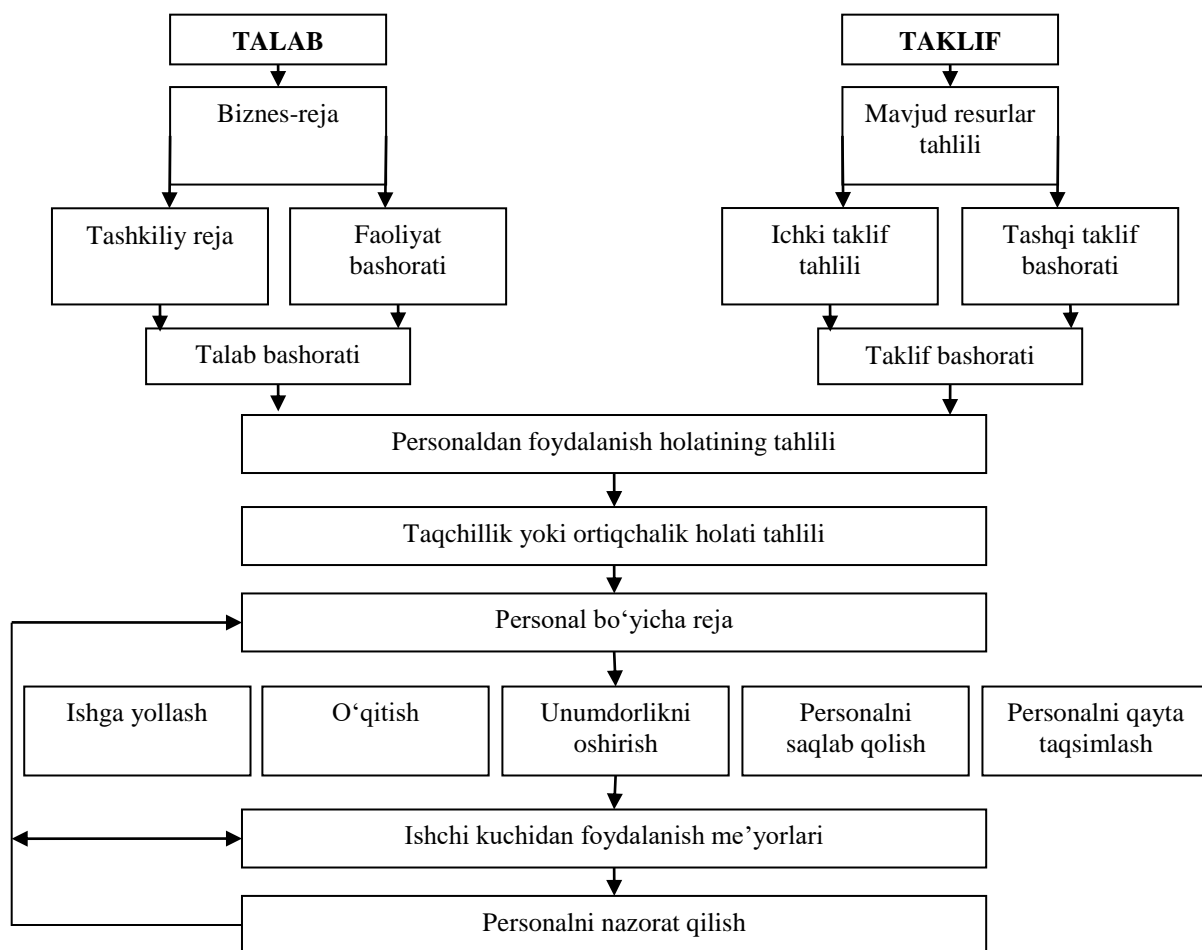 TALAB
TAKLIF
Biznes-reja
Mavjud resurlar
tahlili
Tashkiliy reja
Faoliyat
bashorati
Ichki taklif
tahlili
Tashqi taklif
bashorati
Talab bashorati
Taklif bashorati
Personaldan foydalanish holatining tahlili
Taqchillik yoki ortiqchalik holati tahlili
Personal bo‘yicha reja
Ishga yollash
O‘qitish
Unumdorlikni
oshirish
Personalni
saqlab qolish
Personalni qayta
taqsimlash
Ishchi kuchidan foydalanish me’yorlari
Personalni nazorat qilish